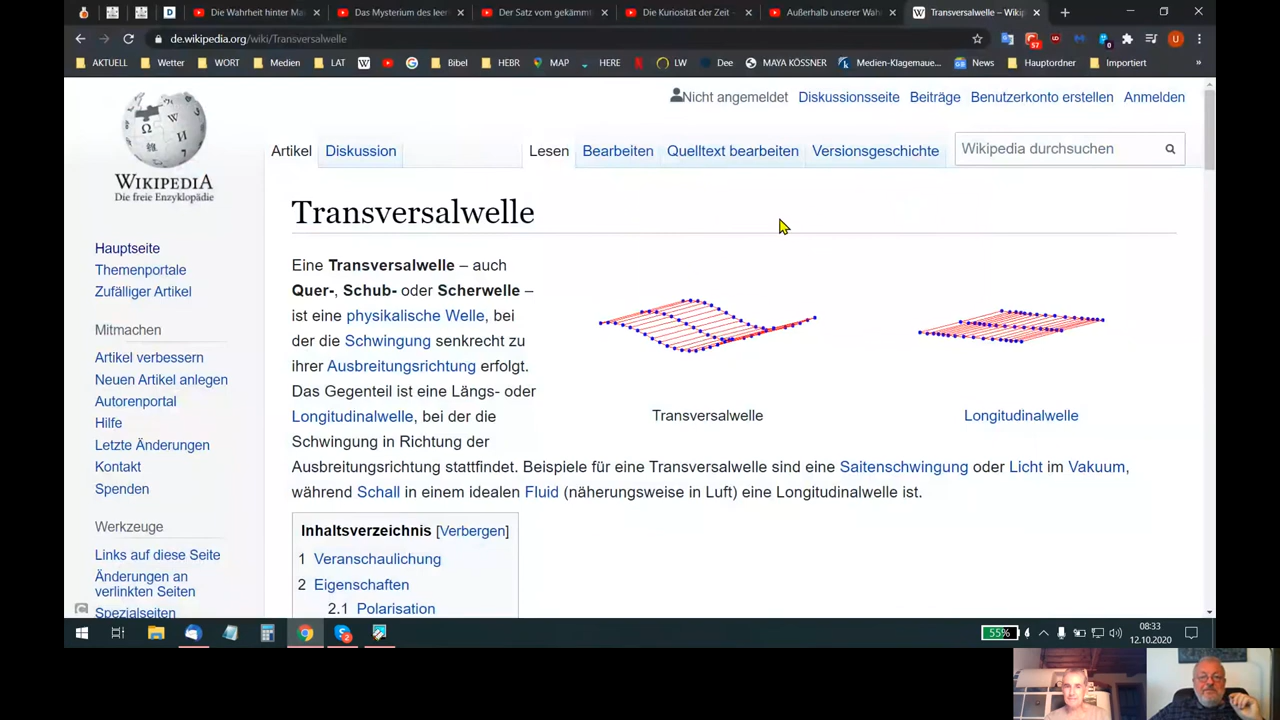 Die Wahrheit hinter Ma
Das Mysterium des leer
Der Satz vom gekämmt
Die Kuriosität der Zeit -
Außerhalb unserer Wah
Transversalwelle – Wikip
de.wikipedia.org/wiki/Transversalwelle
57
0
U
AKTUELL
Wetter
WORT
Medien
LAT
W
Bibel
HEBR
MAP
HERE
LW
Dee
MAYA KÖSSNER
Medien-Klagemaue...
News
Hauptordner
Importiert
»
Nicht angemeldet
Diskussionsseite
Beiträge
Benutzerkonto erstellen
Anmelden
Artikel
Diskussion
Lesen
Bearbeiten
Quelltext bearbeiten
Versionsgeschichte
Wikipedia durchsuchen
WIKIPEDIA
Die freie Enzyklopädie
Hauptseite
Themenportale
Zufälliger Artikel
Mitmachen
Artikel verbessern
Neuen Artikel anlegen
Autorenportal
Hilfe
Letzte Änderungen
Kontakt
Spenden
Werkzeuge
Links auf diese Seite
Änderungen an
verlinkten Seiten
Spezialseiten
Transversalwelle
Eine Transversalwelle – auch
Quer-, Schub- oder Scherwelle –
ist eine physikalische Welle, bei
der die Schwingung senkrecht zu
ihrer Ausbreitungsrichtung erfolgt.
Das Gegenteil ist eine Längs- oder
Longitudinalwelle, bei der die
Schwingung in Richtung der
Ausbreitungsrichtung stattfindet. Beispiele für eine Transversalwelle sind eine Saitenschwingung oder Licht im Vakuum,
während Schall in einem idealen Fluid (näherungsweise in Luft) eine Longitudinalwelle ist.
Transversalwelle
Longitudinalwelle
Inhaltsverzeichnis [Verbergen]
1 Veranschaulichung
2 Eigenschaften
2.1 Polarisation
55%
08:33
12.10.2020